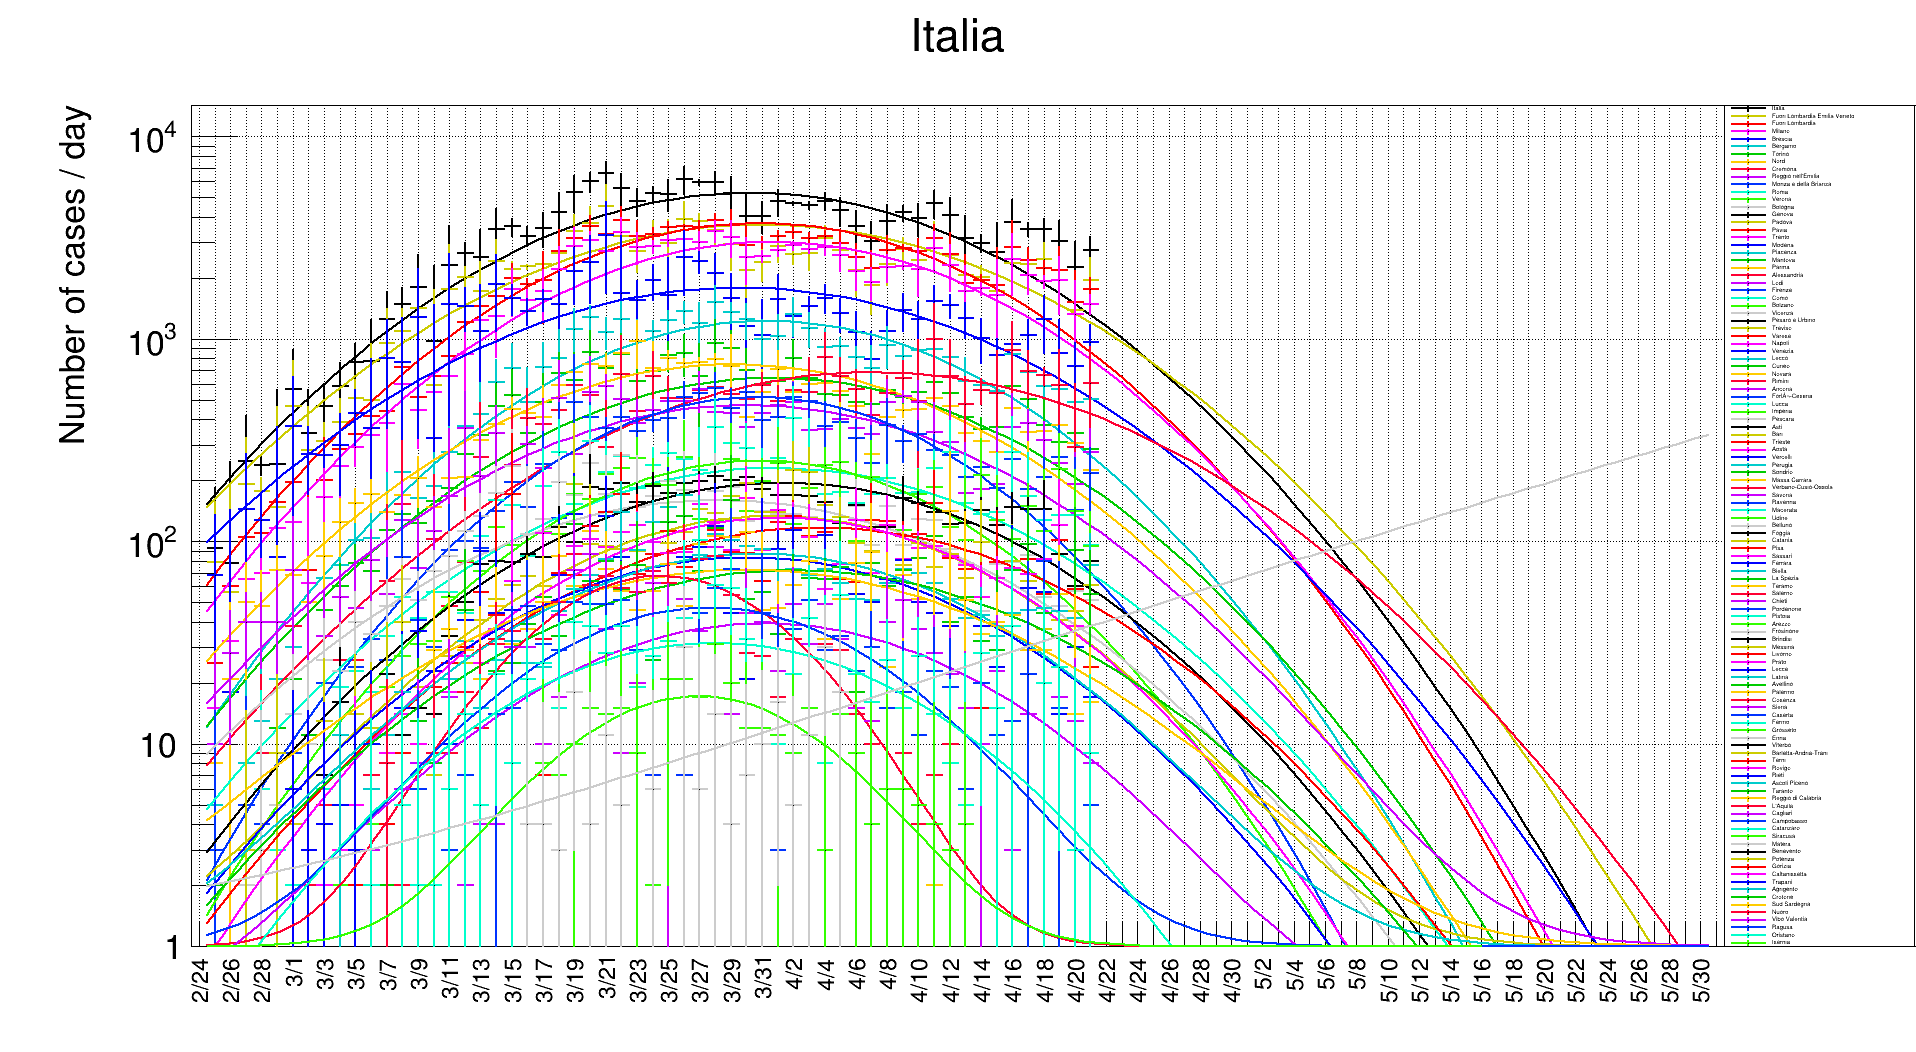 Italia
Number of cases / day
10^4
10^3
10^2
10
1
2/24 2/26 2/28 3/1 3/3 3/5 3/7 3/9 3/11 3/13 3/15 3/17 3/19 3/21 3/23 3/25 3/27 3/29 3/31 4/2 4/4 4/6 4/8 4/10 4/12 4/14 4/16 4/18 4/20 4/22 4/24 4/26 4/28 4/30 5/2 5/4 5/6 5/8 5/10 5/12 5/14 5/16 5/18 5/20 5/22 5/24 5/26 5/28 5/30
Italia
Fuori Lombardia Emilia Veneto
Fuori Lombardia
Milano
Brescia
Bergamo
Torino
Nord
Cremona
Reggio nell'Emilia
Monza e della Brianza
Roma
Verona
Bologna
Genova
Padova
Pavia
Trento
Modena
Piacenza
Mantova
Parma
Alessandria
Lodi
Firenze
Como
Bolzano
Vicenza
Pesaro e Urbino
Treviso
Varese
Napoli
Venezia
Lecco
Cuneo
Novara
Rimini
Ancona
Lucca
Imperia
Pescara
Asti
Bari
Trieste
Aosta
Vercelli
Perugia
Sondrio
Massa Carrara
Verbano-Cusio-Ossola
Savona
Ravenna
Macerata
Udine
Belluno
Foggia
Catania
Pisa
Sassari
Ferrara
Biella
La Spezia
Teramo
Salerno
Chieti
Pordenone
Pistoia
Arezzo
Frosinone
Brindisi
Messina
Livorno
Prato
Lecce
Latina
Avellino
Palermo
Cosenza
Siena
Caserta
Fermo
Grosseto
Enna
Viterbo
Barletta-Andria-Trani
Terni
Rovigo
Rieti
Ascoli Piceno
Taranto
Reggio di Calabria
L'Aquila
Cagliari
Campobasso
Catanzaro
Siracusa
Matera
Benevento
Potenza
Gorizia
Caltanissetta
Trapani
Agrigento
Crotone
Sud Sardegna
Nuoro
Vibo Valentia
Ragusa
Oristano
Isernia